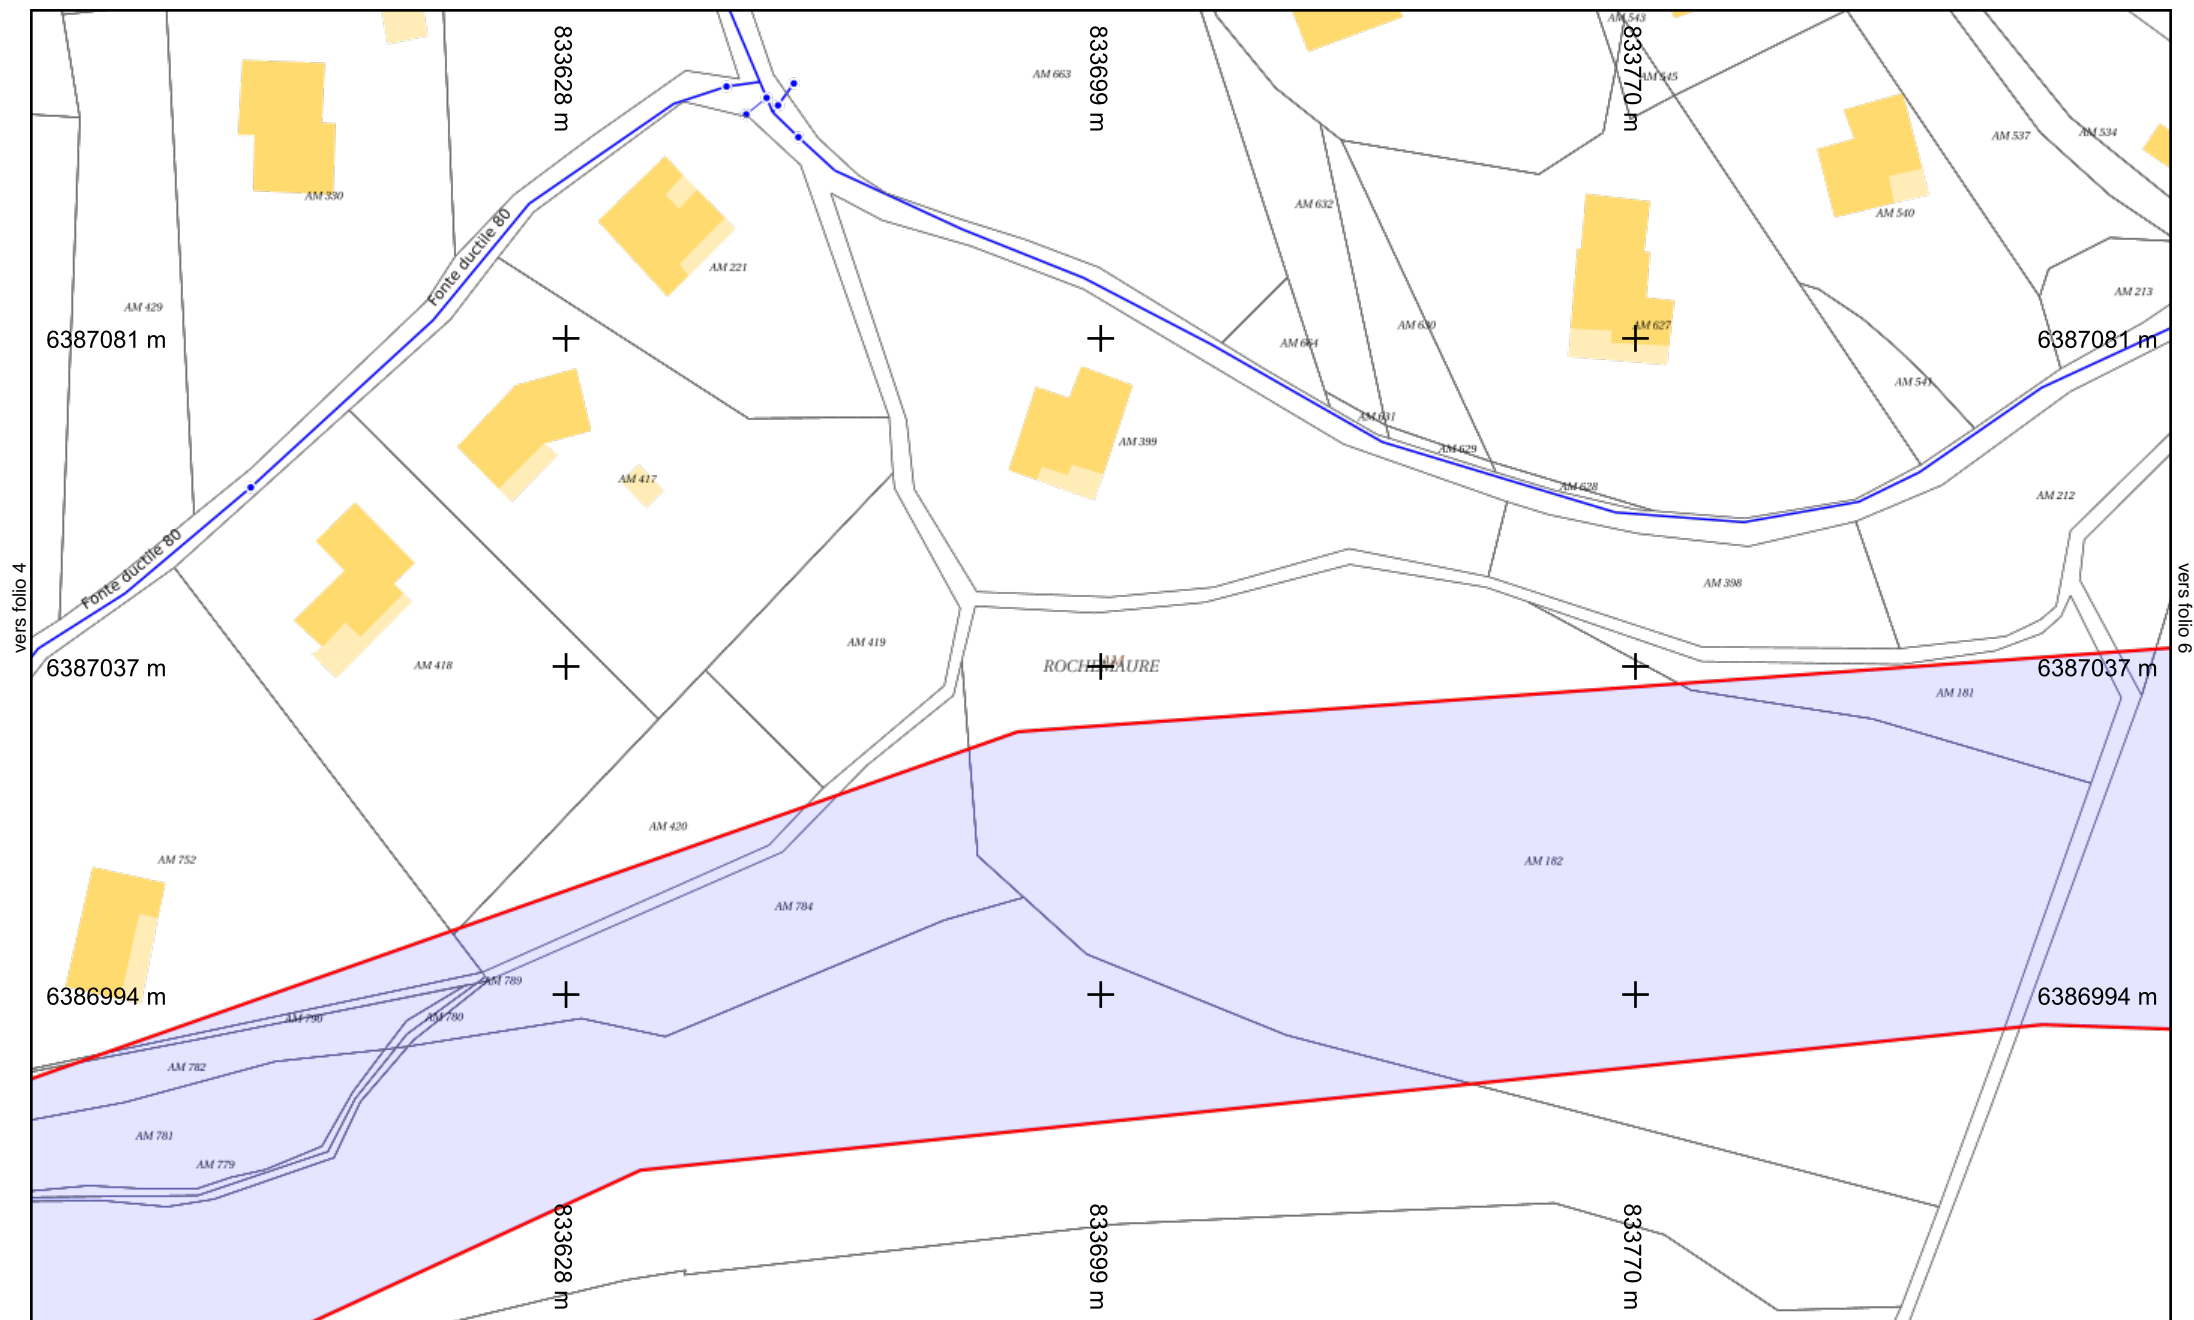 AM 543
833628 m
833699 m
833770 m
AM 663
AM 545
AM 537
AM 534
AM 330
AM 632
AM 540
Fonte ductile 80
AM 221
AM 213
AM 429
AM 630
AM 627
6387081 m
AM 664
6387081 m
AM 541
AM 631
AM 399
AM 629
AM 417
AM 628
AM 212
Fonte ductile 80
vers folio 4
vers folio 6
AM 398
AM 419
6387037 m
AM 418
ROCHEMAURE
AM
6387037 m
AM 181
AM 420
AM 752
AM 182
AM 784
AM 789
6386994 m
6386994 m
AM 790
AM 780
AM 782
AM 781
AM 779
833628 m
833699 m
833770 m